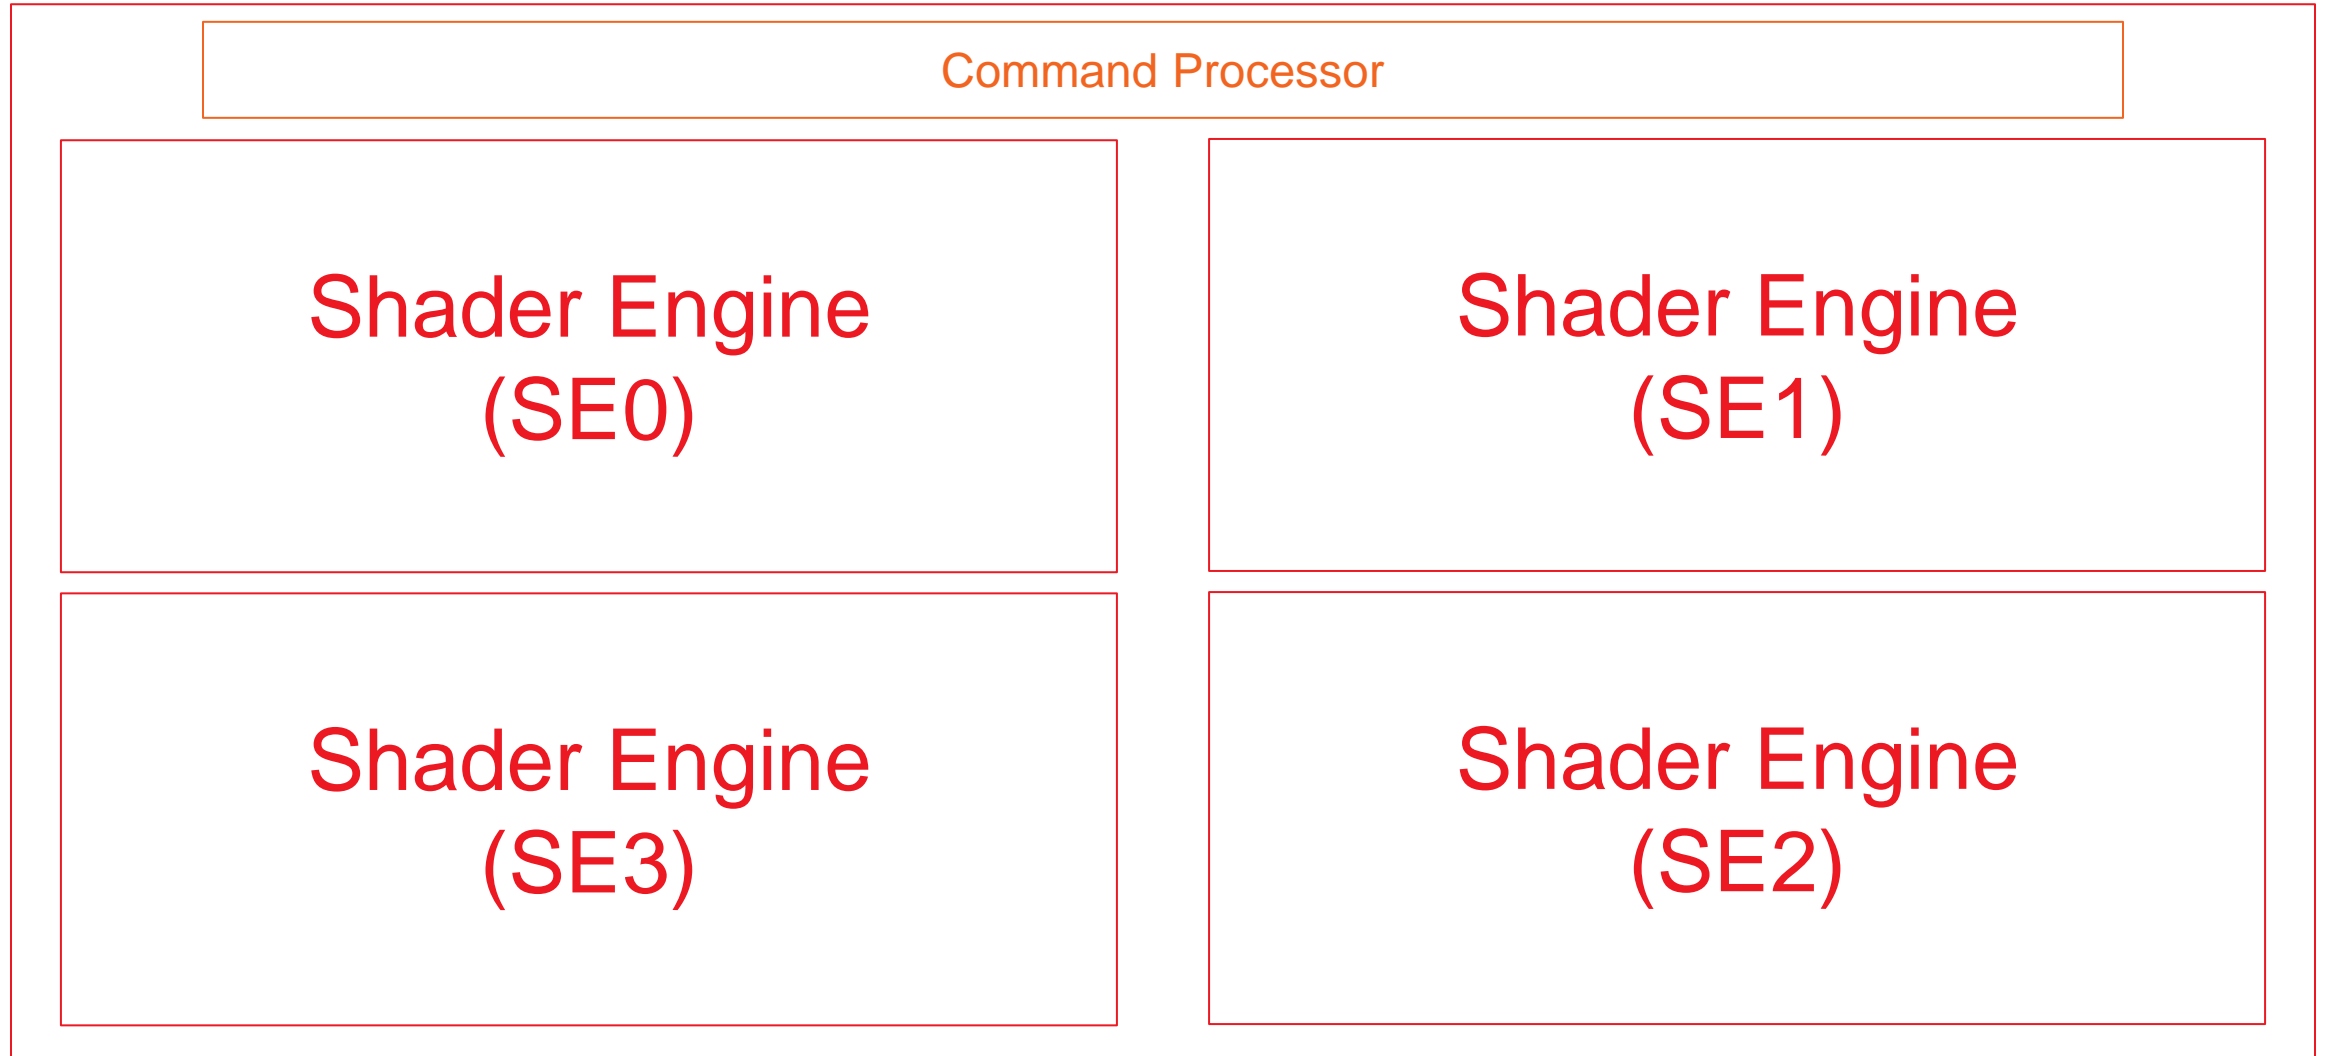 Command Processor
Shader Engine
(SE0)
Shader Engine
(SE1)
Shader Engine
(SE3)
Shader Engine
(SE2)